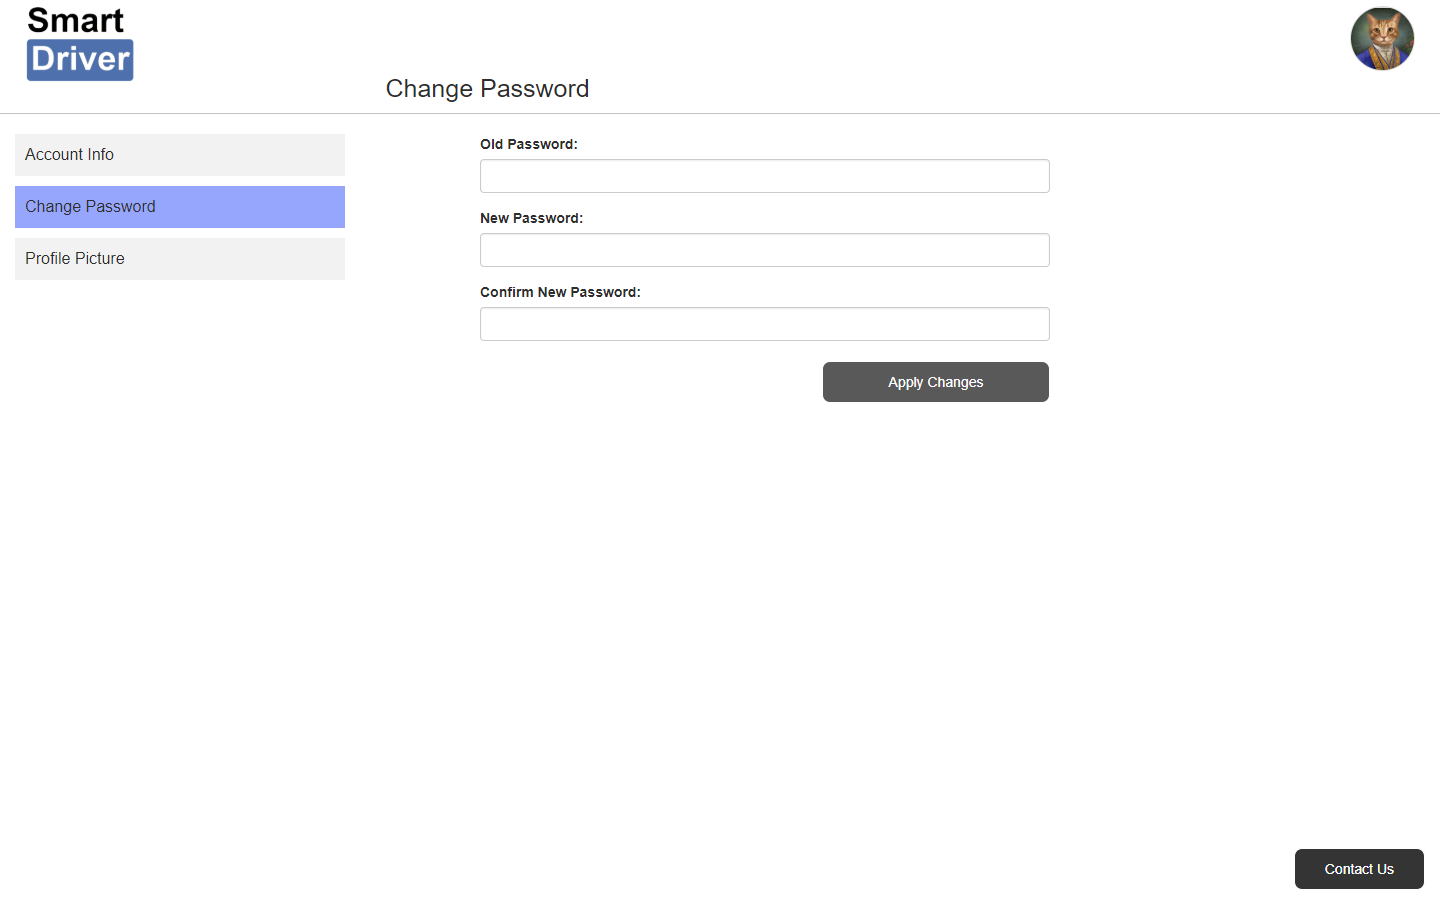 Smart
Driver
Change Password
Account Info
Change Password
Profile Picture
Old Password:
New Password:
Confirm New Password:
Apply Changes
Contact Us